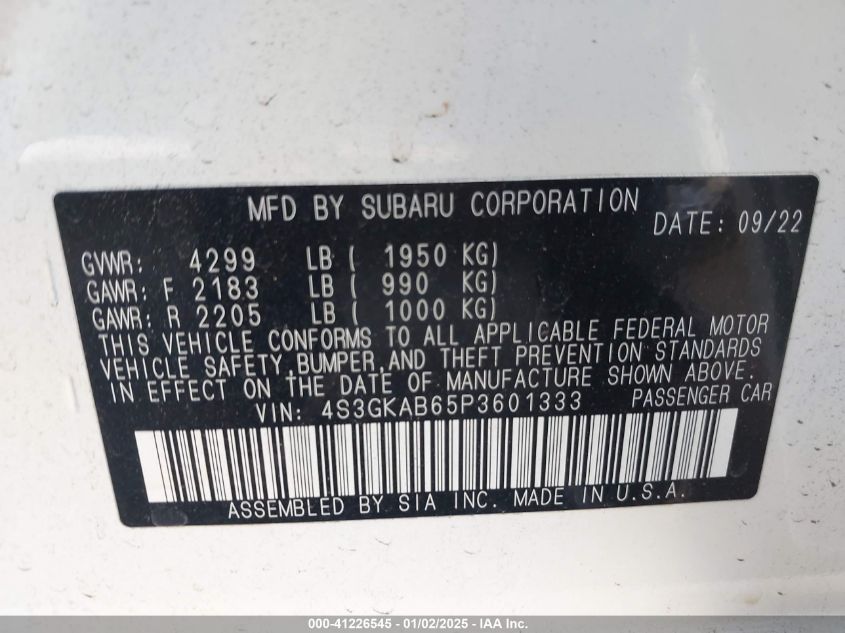 MFD BY SUBARU CORPORATION
DATE: 09/22
GVWR: 4299 LB ( 1950 KG)
GAWR: F 2183 LB ( 990 KG)
GAWR: R 2205 LB ( 1000 KG)
THIS VEHICLE CONFORMS TO ALL APPLICABLE FEDERAL MOTOR
VEHICLE SAFETY, BUMPER, AND THEFT PREVENTION STANDARDS
IN EFFECT ON THE DATE OF MANUFACTURE SHOWN ABOVE.
VIN: 4S3GKAB65P3601333 PASSENGER CAR
ASSEMBLED BY SIA INC. MADE IN U.S.A.
000-41226545 - 01/02/2025 - IAA Inc.